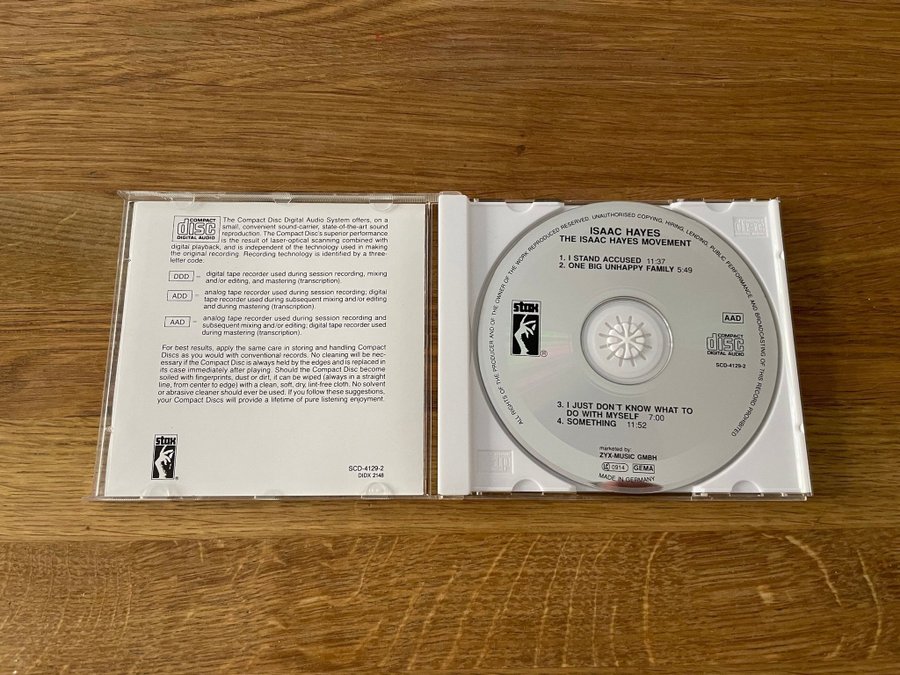 COMPACT
disc
DIGITAL AUDIO
The Compact Disc Digital Audio System offers, on a
small, convenient sound-carrier, state-of-the-art sound
reproduction. The Compact Disc's superior performance
is the result of laser-optical scanning combined with
digital playback, and is independent of the technology used in making
the original recording. Recording technology is identified by a three-
letter code.
DDD – digital tape recorder used during session recording, mixing
and/or editing, and mastering (transcription).
ADD – analog tape recorder used during session recording; digital
tape recorder used during subsequent mixing and/or editing
and during mastering (transcription).
AAD – analog tape recorder used during session recording and
subsequent mixing and/or editing; digital tape recorder used
during mastering (transcription).
For best results, apply the same care in storing and handling Compact
Discs as you would with conventional records. No cleaning will be nec-
essary if the Compact Disc is always held by the edges and is replaced in
its case immediately after playing. Should the Compact Disc become
soiled with fingerprints, dust or dirt, it can be wiped (always in a straight
line, from center to edge) with a clean, soft, dry, lint-free cloth. No solvent
or abrasive cleaner should ever be used. If you follow these suggestions,
your Compact Discs will provide a lifetime of pure listening enjoyment.
stax
®
SCD-4129-2
DIDX 2148
ALL RIGHTS OF THE PRODUCER AND OF THE OWNER OF THE WORK REPRODUCED RESERVED. UNAUTHORISED COPYING, HIRING, LENDING, PUBLIC PERFORMANCE AND BROADCASTING OF THIS RECORD PROHIBITED
ISAAC HAYES
THE ISAAC HAYES MOVEMENT
1. I STAND ACCUSED 11:37
2. ONE BIG UNHAPPY FAMILY 5:49
stax
®
AAD
COMPACT
disc
DIGITAL AUDIO
SCD-4129-2
3. I JUST DON'T KNOW WHAT TO
DO WITH MYSELF 7:00
4. SOMETHING 11:52
marketed by
ZYX-MUSIC GMBH
LC 0914 GEMA
MADE IN GERMANY